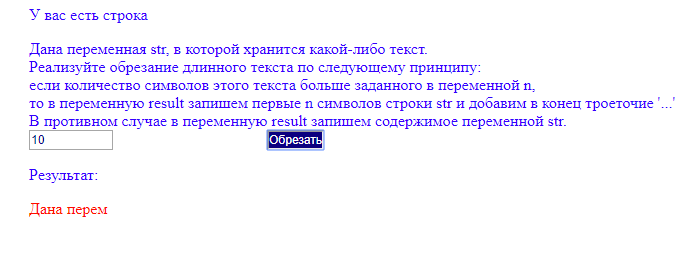 У вас есть строка
Дана переменная str, в которой хранится какой-либо текст.
Реализуйте обрезание длинного текста по следующему принципу:
если количество символов этого текста больше заданного в переменной n,
то в переменную result запишем первые n символов строки str и добавим в конец троеточие '...'
В противном случае в переменную result запишем содержимое переменной str.
10 Обрезать
Результат:
Дана перем